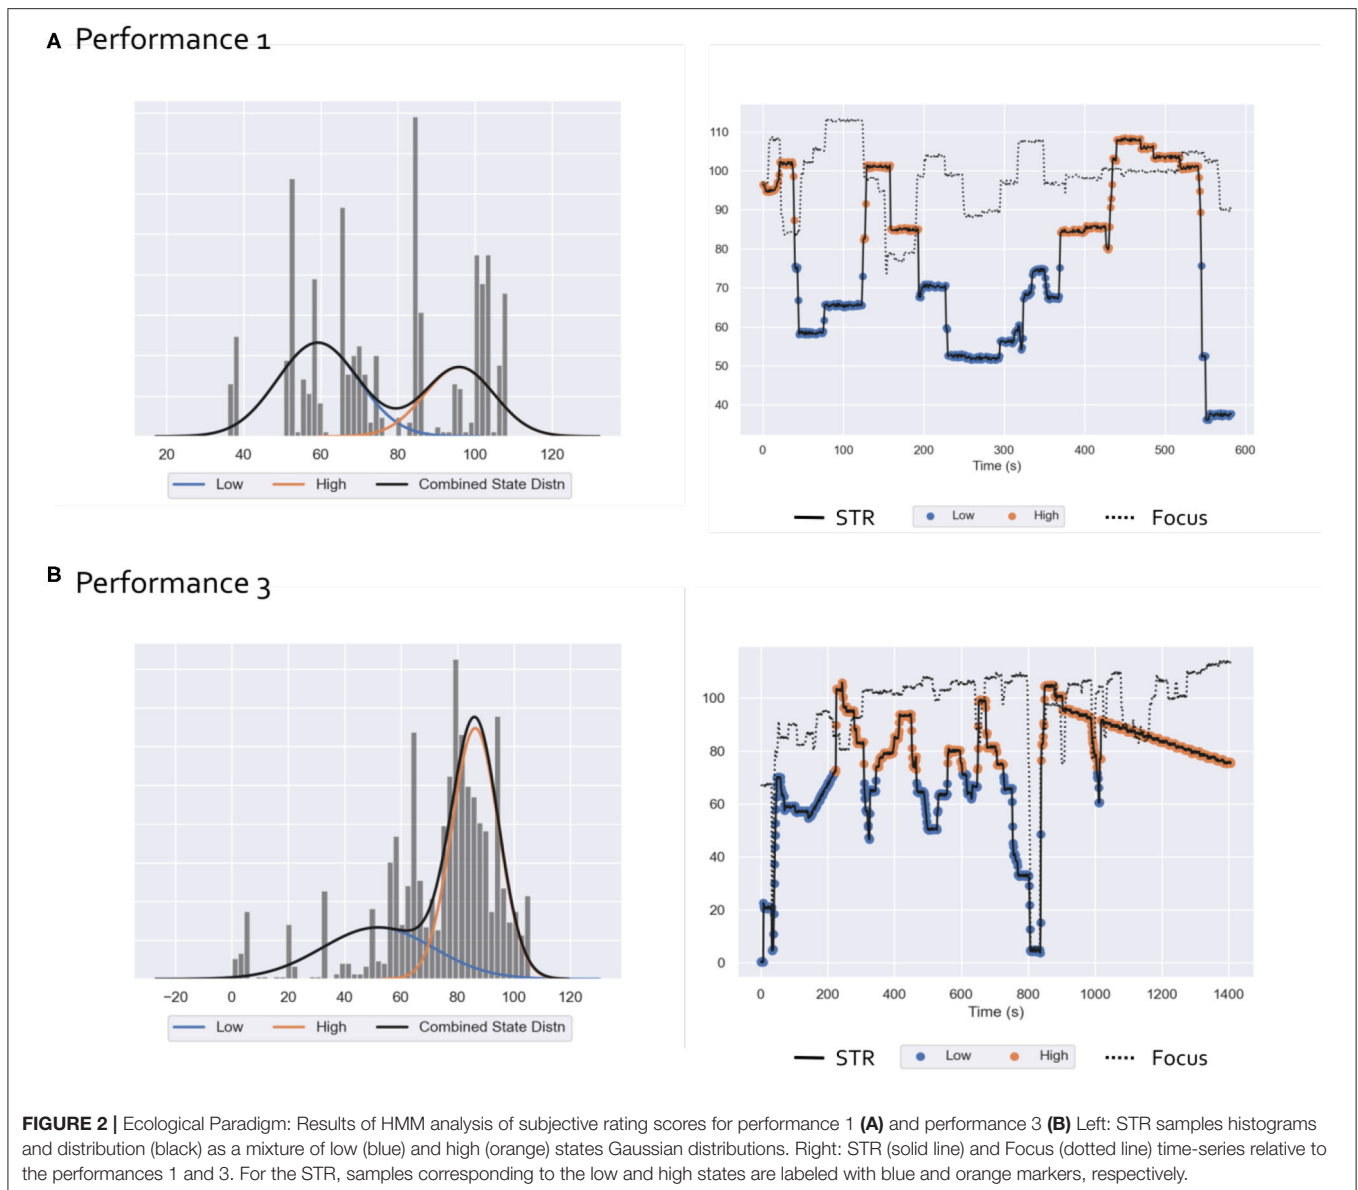 A Performance 1
20 40 60 80 100 120
Low High Combined State Distn
110
100
90
80
70
60
50
40
0 100 200 300 400 500 600
Time (s)
STR Low High Focus
B Performance 3
−20 0 20 40 60 80 100 120
Low High Combined State Distn
100
80
60
40
20
0
0 200 400 600 800 1000 1200 1400
Time (s)
STR Low High Focus
FIGURE 2 | Ecological Paradigm: Results of HMM analysis of subjective rating scores for performance 1 (A) and performance 3 (B) Left: STR samples histograms
and distribution (black) as a mixture of low (blue) and high (orange) states Gaussian distributions. Right: STR (solid line) and Focus (dotted line) time-series relative to
the performances 1 and 3. For the STR, samples corresponding to the low and high states are labeled with blue and orange markers, respectively.